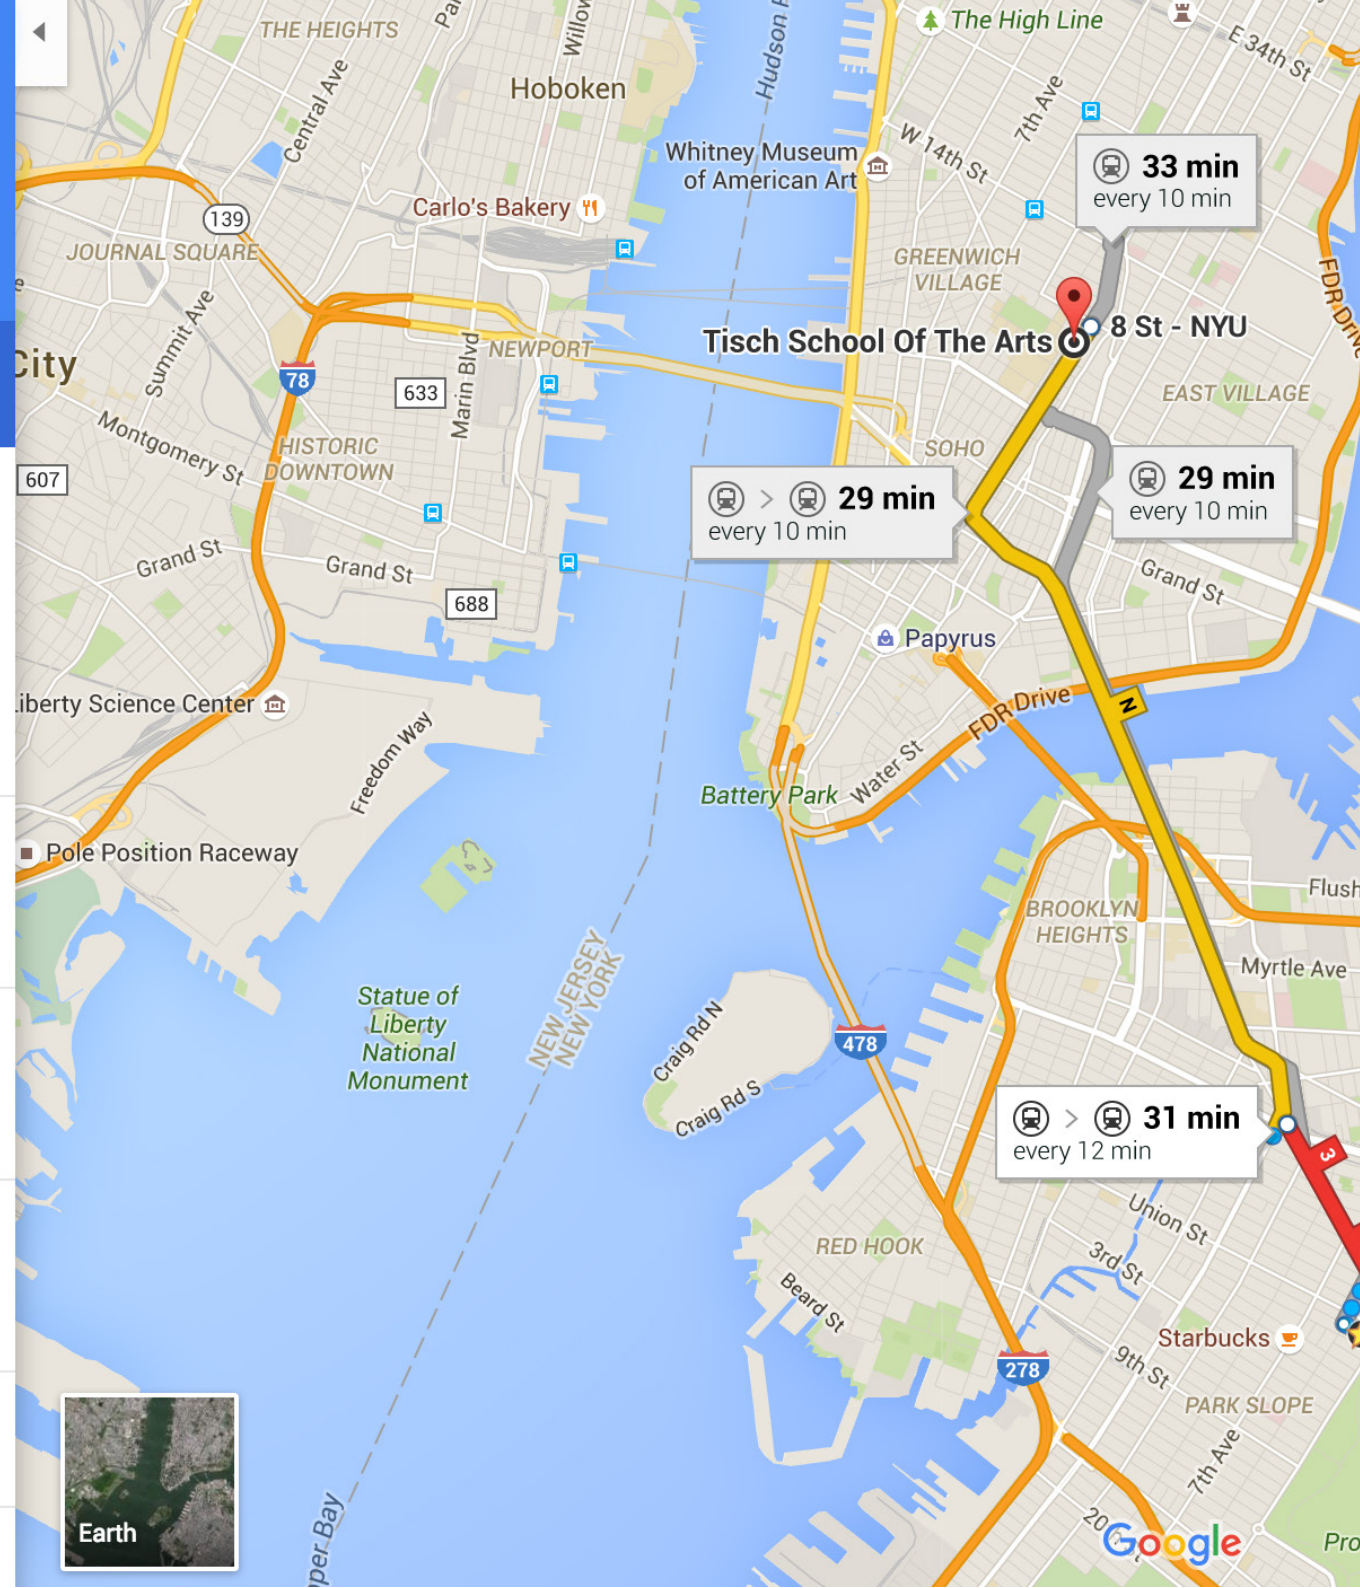 THE HEIGHTS
Willow
The High Line
E 34th St
Central Ave
Hoboken
7th Ave
W 14th St
Whitney Museum
of American Art
33 min
every 10 min
Carlo's Bakery
139
JOURNAL SQUARE
GREENWICH
VILLAGE
FDR Drive
Summit Ave
Tisch School Of The Arts
8 St - NYU
NEWPORT
City
78
633
Marin Blvd
EAST VILLAGE
Montgomery St
HISTORIC
DOWNTOWN
SOHO
607
29 min
every 10 min
29 min
every 10 min
Grand St
Grand St
Grand St
688
Papyrus
Liberty Science Center
FDR Drive
N
Freedom Way
Water St
Battery Park
Pole Position Raceway
Flush
BROOKLYN
HEIGHTS
NEW JERSEY
NEW YORK
Myrtle Ave
Statue of
Liberty
National
Monument
Craig Rd N
478
Craig Rd S
31 min
every 12 min
3
Union St
RED HOOK
3rd St
Beard St
Starbucks
278
9th St
PARK SLOPE
7th Ave
Earth
per Bay
20
Google
Pro